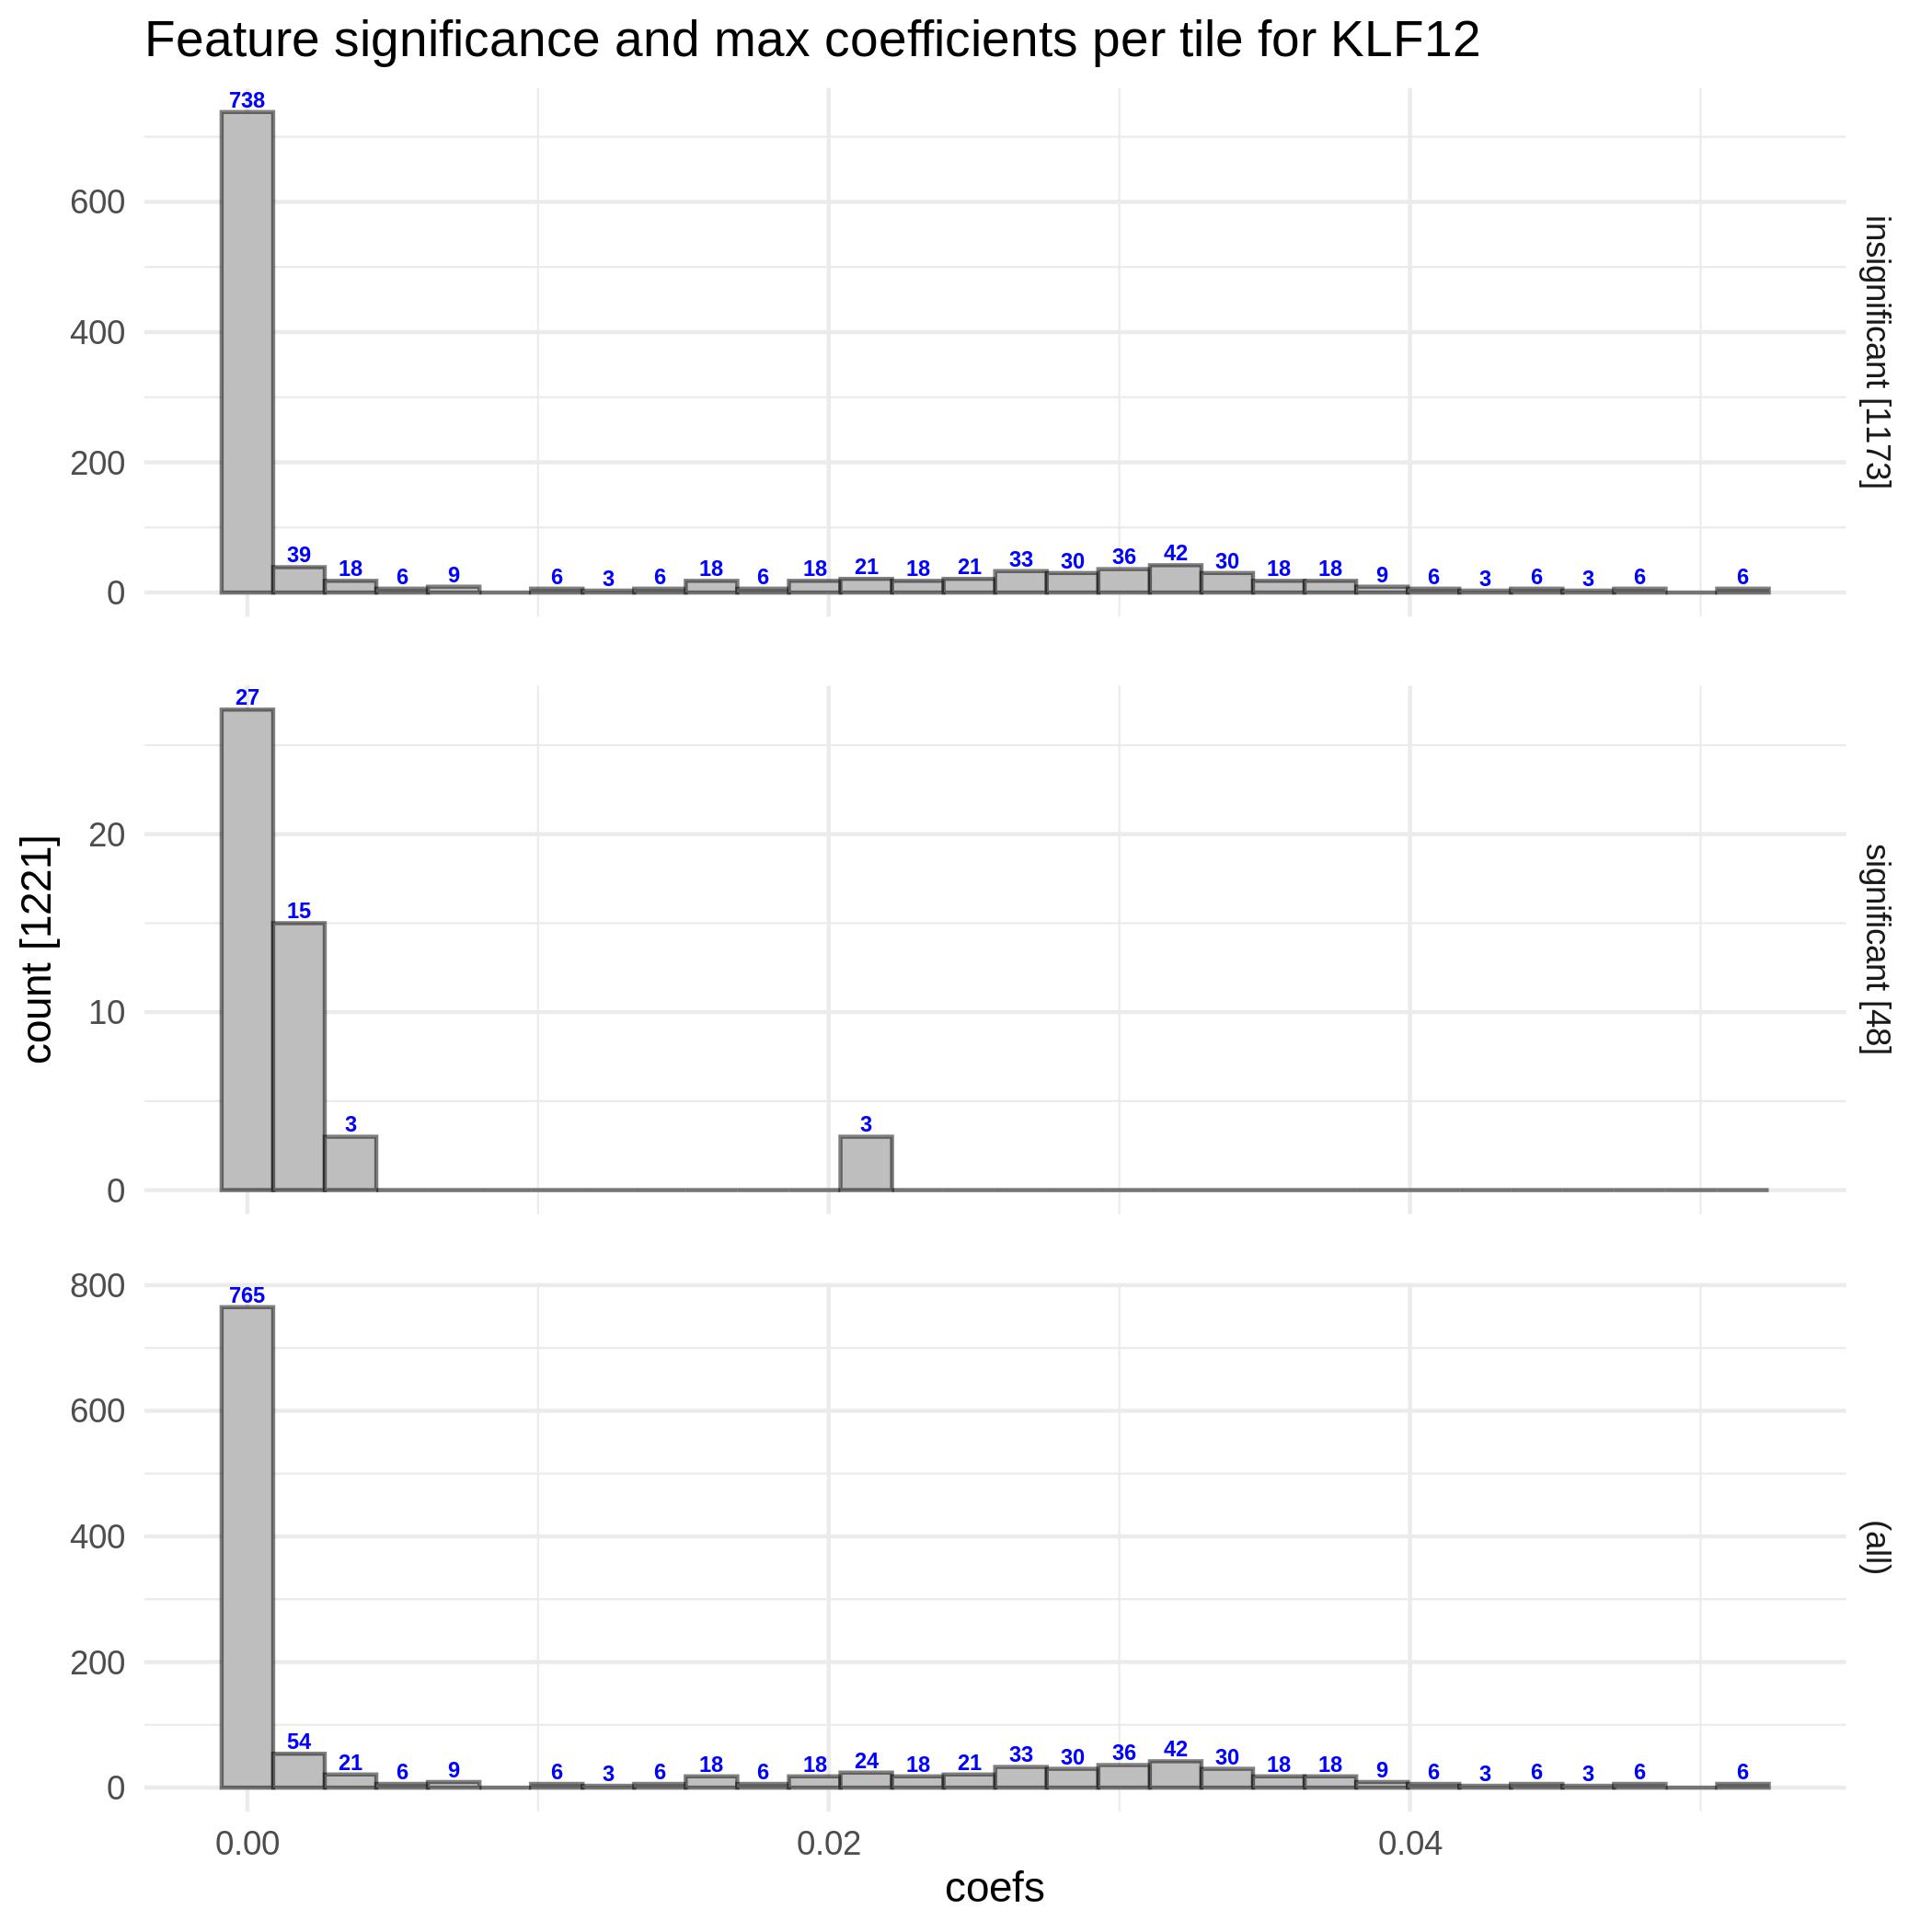 Feature significance and max coefficients per tile for KLF12
738
600
400
200
0
39 18 6 9 6 3 6 18 6 18 21 18 21 33 30 36 42 30 18 18 9 6 3 6 3 6 6
insignificant [1173]
27
20
10
0
15
3
3
significant [48]
count [1221]
800
765
600
400
200
0
54 21 6 9 6 3 6 18 6 18 24 18 21 33 30 36 42 30 18 18 9 6 3 6 3 6 6
(all)
0.00 0.02 0.04
coefs